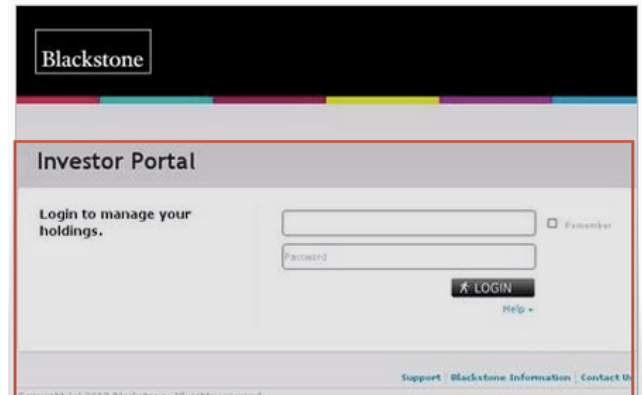 Blackstone
Investor Portal
Login to manage your
holdings.
Remember
Password
LOGIN
Help
Support | Blackstone Information | Contact